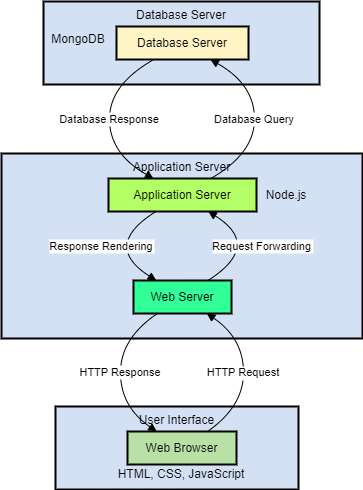 Database Server
MongoDB
Database Server
Database Response
Database Query
Application Server
Application Server
Node.js
Response Rendering
Request Forwarding
Web Server
HTTP Response
HTTP Request
User Interface
Web Browser
HTML, CSS, JavaScript